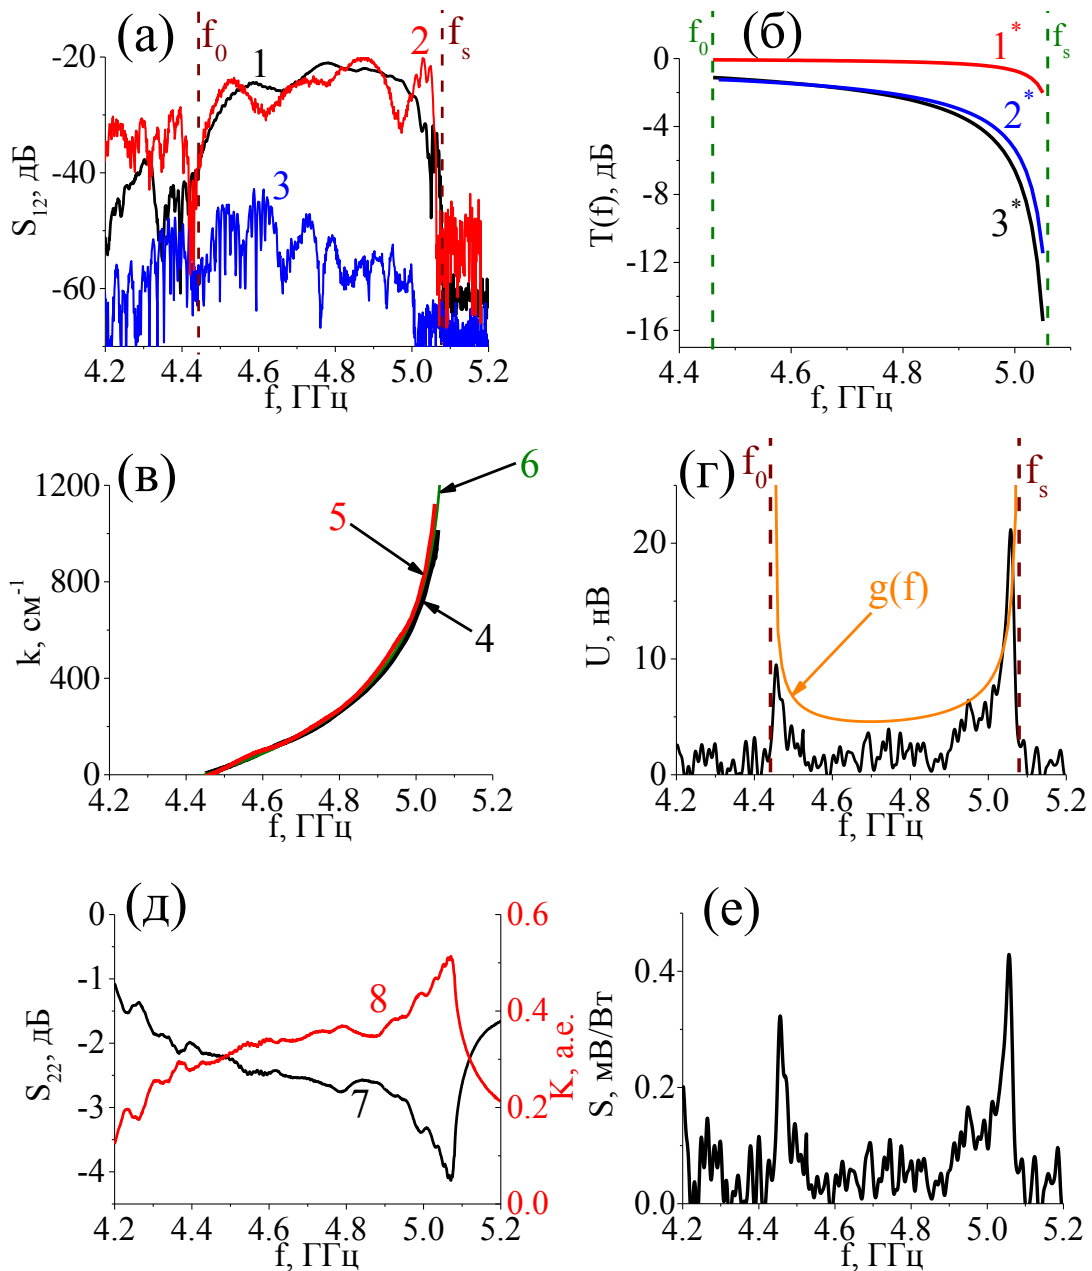 (а)
f₀
fₛ
1
2
3
-20
-40
-60
S₁₂, дБ
4.2 4.4 4.6 4.8 5.0 5.2
f, ГГц
(б)
fₛ
f₀
1*
2*
3*
0
-4
-8
-12
-16
T(f), дБ
4.4 4.6 4.8 5.0
f, ГГц
(в)
6
5
4
1200
800
400
0
k, см⁻¹
4.2 4.4 4.6 4.8 5.0 5.2
f, ГГц
(г)
f₀
fₛ
g(f)
20
10
0
U, нВ
4.2 4.4 4.6 4.8 5.0 5.2
f, ГГц
(д)
8
7
0
-1
-2
-3
-4
S₂₂, дБ
0.6
0.4
0.2
0.0
K, а.е.
4.2 4.4 4.6 4.8 5.0 5.2
f, ГГц
(е)
0.4
0.2
0.0
S, мВ/Вт
4.2 4.4 4.6 4.8 5.0 5.2
f, ГГц